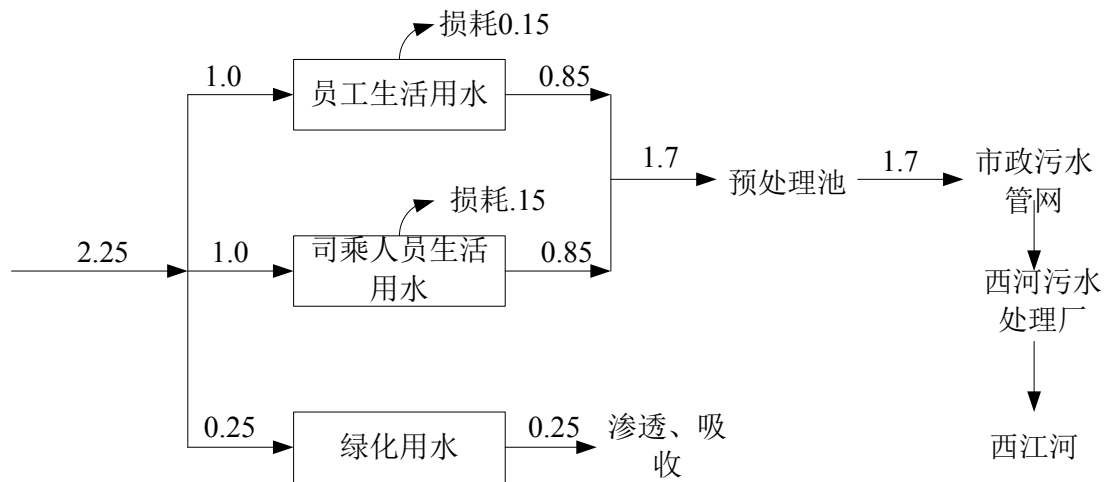 损耗0.15
1.0
员工生活用水
0.85
1.7
预处理池
1.7
市政污水
管网
损耗.15
2.25
1.0
司乘人员生活
用水
0.85
西河污水
处理厂
0.25
绿化用水
0.25
渗透、吸
收
西江河